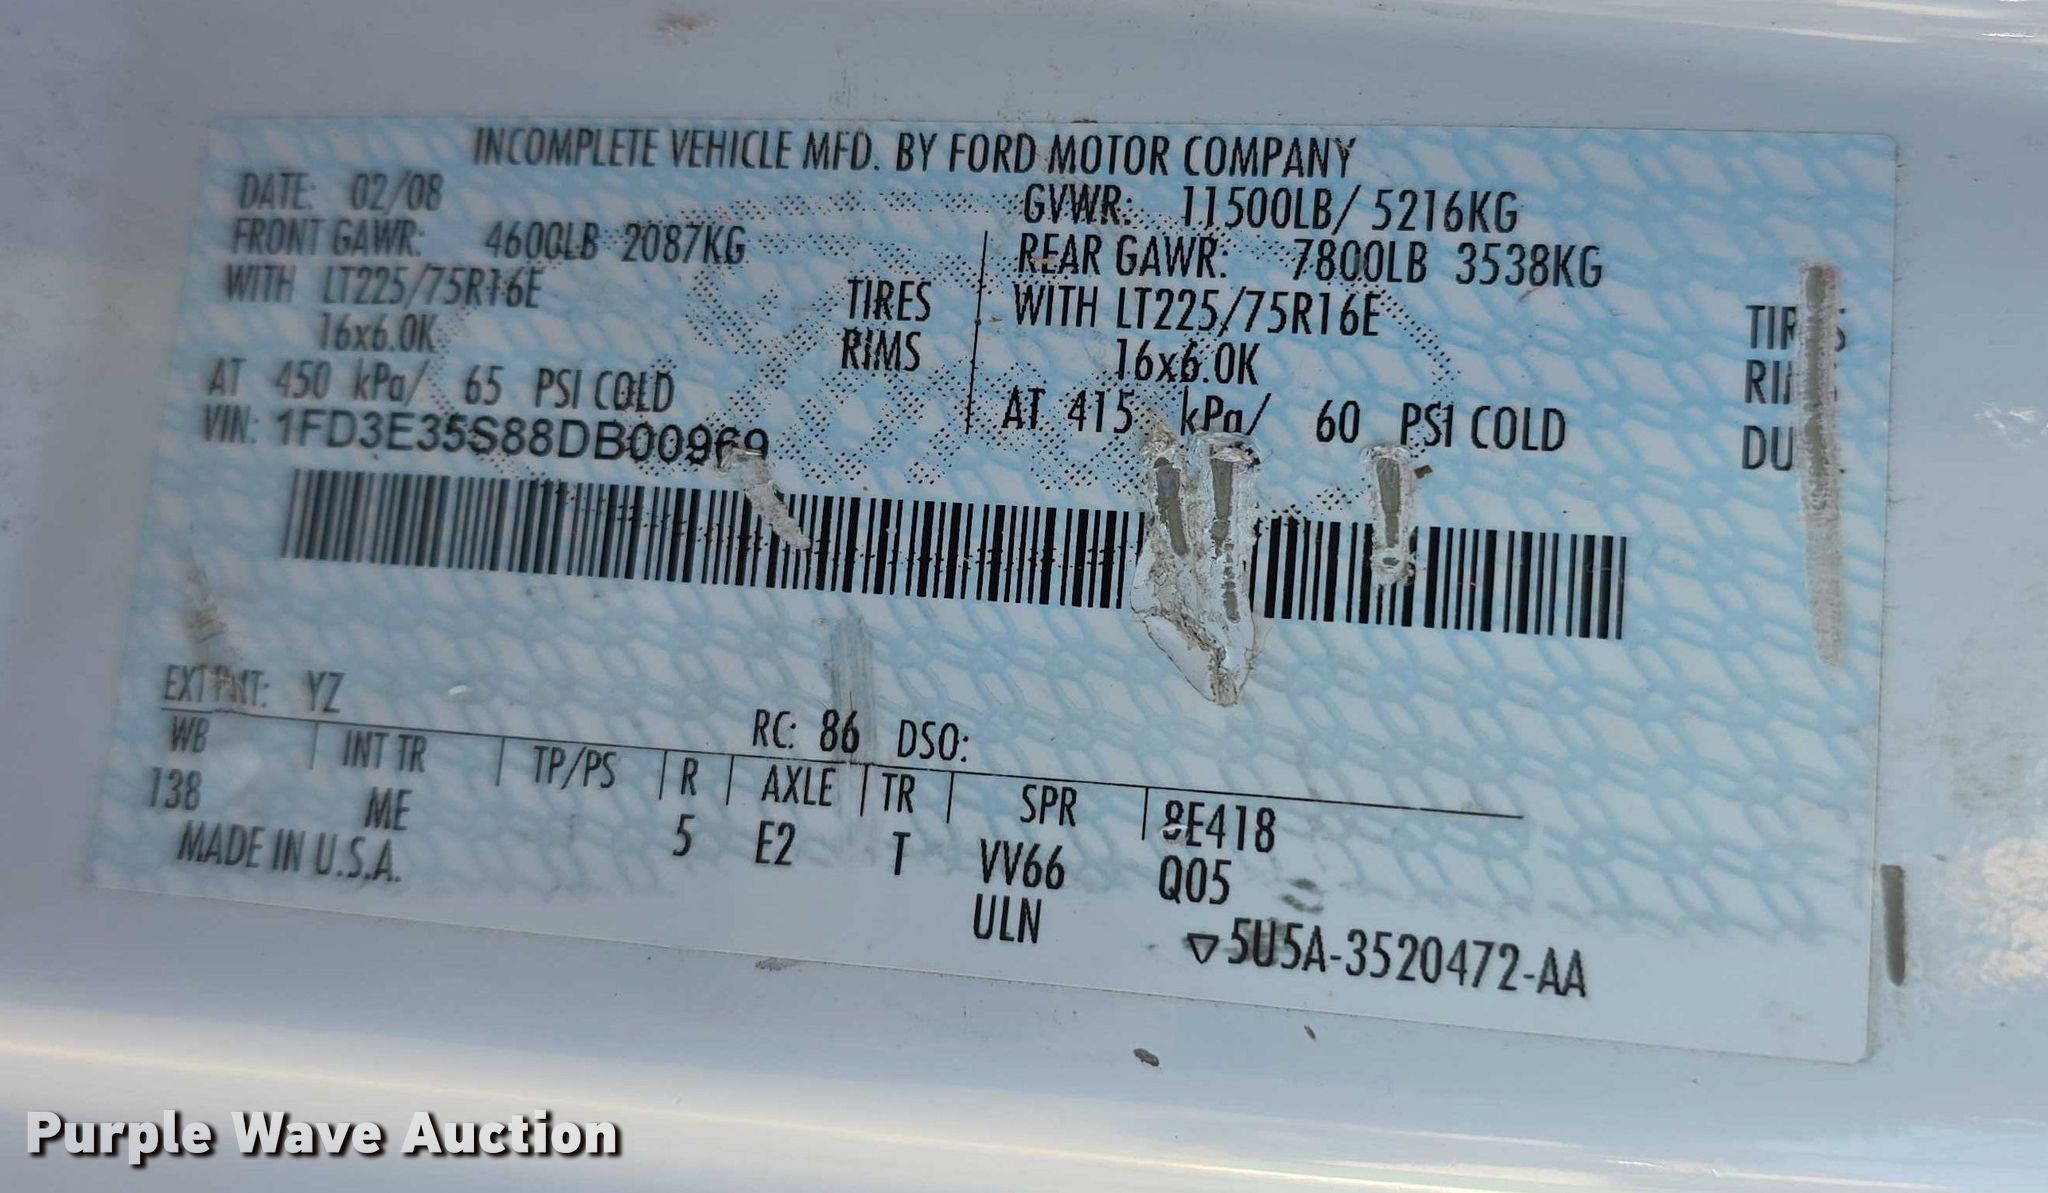 INCOMPLETE VEHICLE MFD. BY FORD MOTOR COMPANY
DATE: 02/08 GVWR: 11500LB/ 5216KG
FRONT GAWR: 4600LB 2087KG REAR GAWR: 7800LB 3538KG
WITH LT225/75R16E TIRES WITH LT225/75R16E TIRES
16x6.0K RIMS 16x6.0K
AT 450 kPa/ 65 PSI COLD AT 415 kPa/ 60 PSI COLD
VIN: 1FD3E35S88DB00969
EXT PNT: YZ RC: 86 DSO:
WB INT TR TP/PS R AXLE TR SPR 8E418
138 ME 5 E2 T VV66 Q05
MADE IN U.S.A. ULN
▽5U5A-3520472-AA
Purple Wave Auction